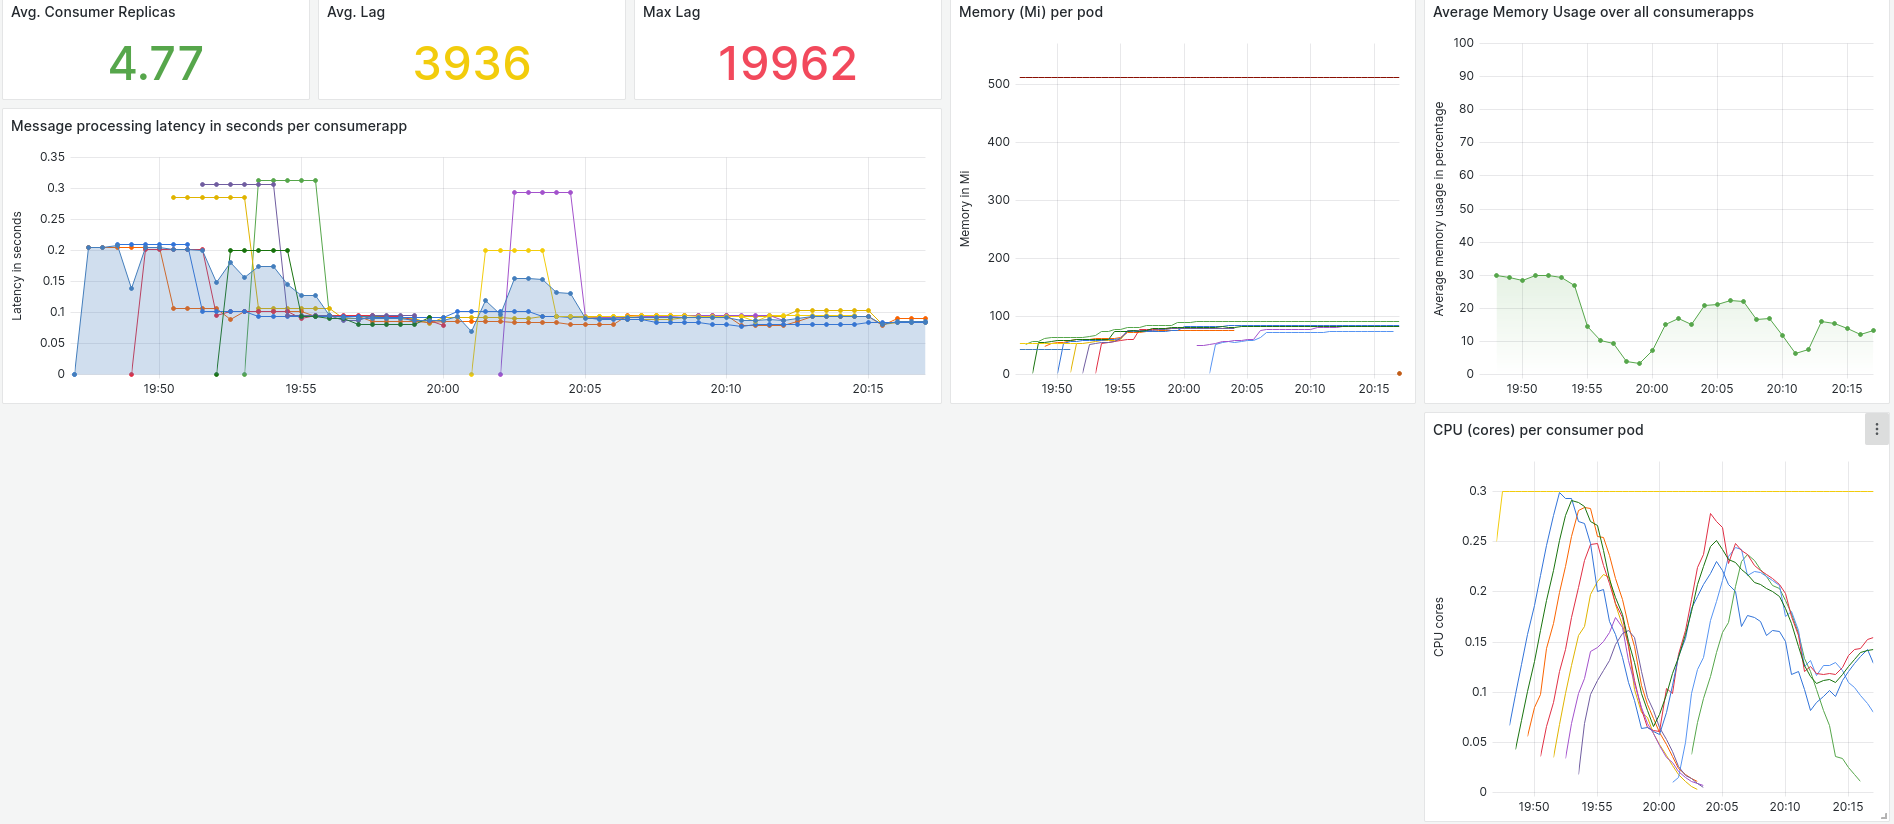 Avg. Consumer Replicas
4.77
Avg. Lag
3936
Max Lag
19962
Message processing latency in seconds per consumerapp
Latency in seconds
0.35
0.3
0.25
0.2
0.15
0.1
0.05
0
19:50 19:55 20:00 20:05 20:10 20:15
Memory (Mi) per pod
Memory in Mi
500
400
300
200
100
0
19:50 19:55 20:00 20:05 20:10 20:15
Average Memory Usage over all consumerapps
Average memory usage in percentage
100
90
80
70
60
50
40
30
20
10
0
19:50 19:55 20:00 20:05 20:10 20:15
CPU (cores) per consumer pod
CPU cores
0.3
0.25
0.2
0.15
0.1
0.05
0
19:50 19:55 20:00 20:05 20:10 20:15